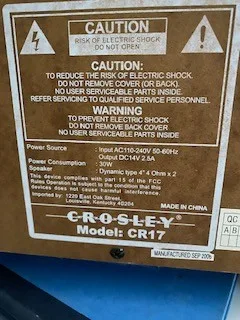 CAUTION
RISK OF ELECTRIC SHOCK
DO NOT OPEN
CAUTION:
TO REDUCE THE RISK OF ELECTRIC SHOCK.
DO NOT REMOVE COVER (OR BACK).
NO USER SERVICEABLE PARTS INSIDE.
REFER SERVICING TO QUALIFIED SERVICE PERSONNEL.
WARNING
TO PREVENT ELECTRIC SHOCK
DO NOT REMOVE BACK COVER
NO USER SERVICEABLE PARTS INSIDE
Power Source : Input AC110-240V 50-60Hz
Output DC14V 2.5A
Power Consumption : 30W
Speaker : Dynamic type 4" 4 Ohm x 2
This device complies with part 15 of the FCC
Rules Operation is subject to the condition that this
devices does not cause harmful interference.
Imported by: 1229 East Oak Street,
Louisville, Kentucky 40204
MADE IN CHINA
CROSLEY
Model: CR17
MANUFACTURED SEP 2005
QC
A B
1